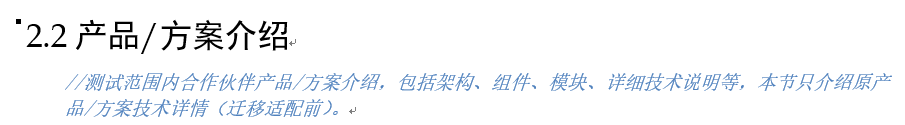 2.2 产品/方案介绍
//测试范围内合作伙伴产品/方案介绍，包括架构、组件、模块、详细技术说明等，本节只介绍原产
品/方案技术详情（迁移适配前）。